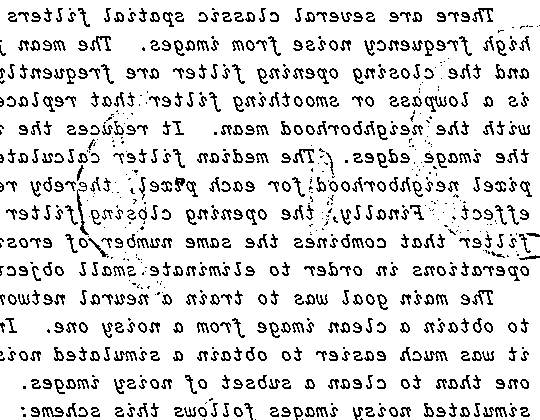 There are several classic spatial filters
high frequency noise from images. The mean
and the closing opening filter are frequently
is a lowpass or smoothing filter that replace
with the neighborhood mean. It reduces the
the image edges. The median filter calculate
pixel neighborhood for each pixel, thereby re
effect. Finally, the opening closing filter
filter that combines the same number of eros
operations in order to eliminate small objec
The main goal was to train a neural networ
to obtain a clean image from a noisy one. In
it was much easier to obtain a simulated nois
one than to clean a subset of noisy images.
simulated noisy images follows this scheme: